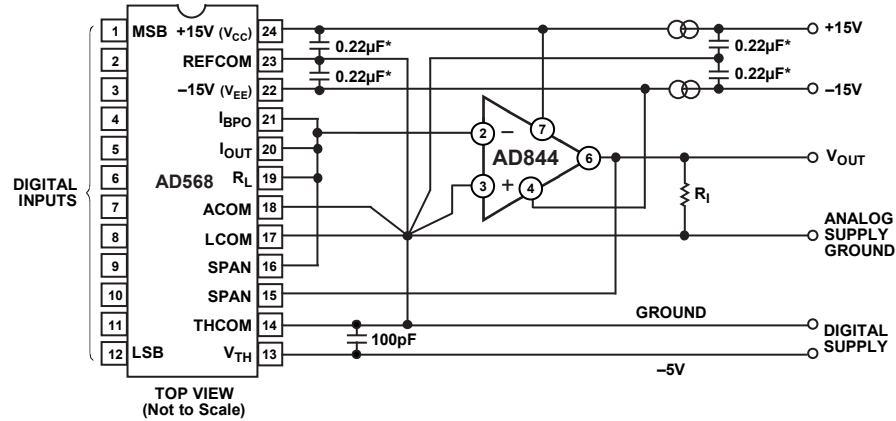 1 MSB +15V (VCC) 24
2 REFCOM 23
3 –15V (VEE) 22
4 IBPO 21
5 IOUT 20
6 RL 19
7 ACOM 18
8 LCOM 17
9 SPAN 16
10 SPAN 15
11 THCOM 14
12 LSB VTH 13
AD568
DIGITAL
INPUTS
TOP VIEW
(Not to Scale)
0.22µF*
0.22µF*
0.22µF*
0.22µF*
+15V
–15V
2 –
3 +
7
4
6
AD844
VOUT
RI
ANALOG
SUPPLY
GROUND
100pF
GROUND
DIGITAL
SUPPLY
–5V